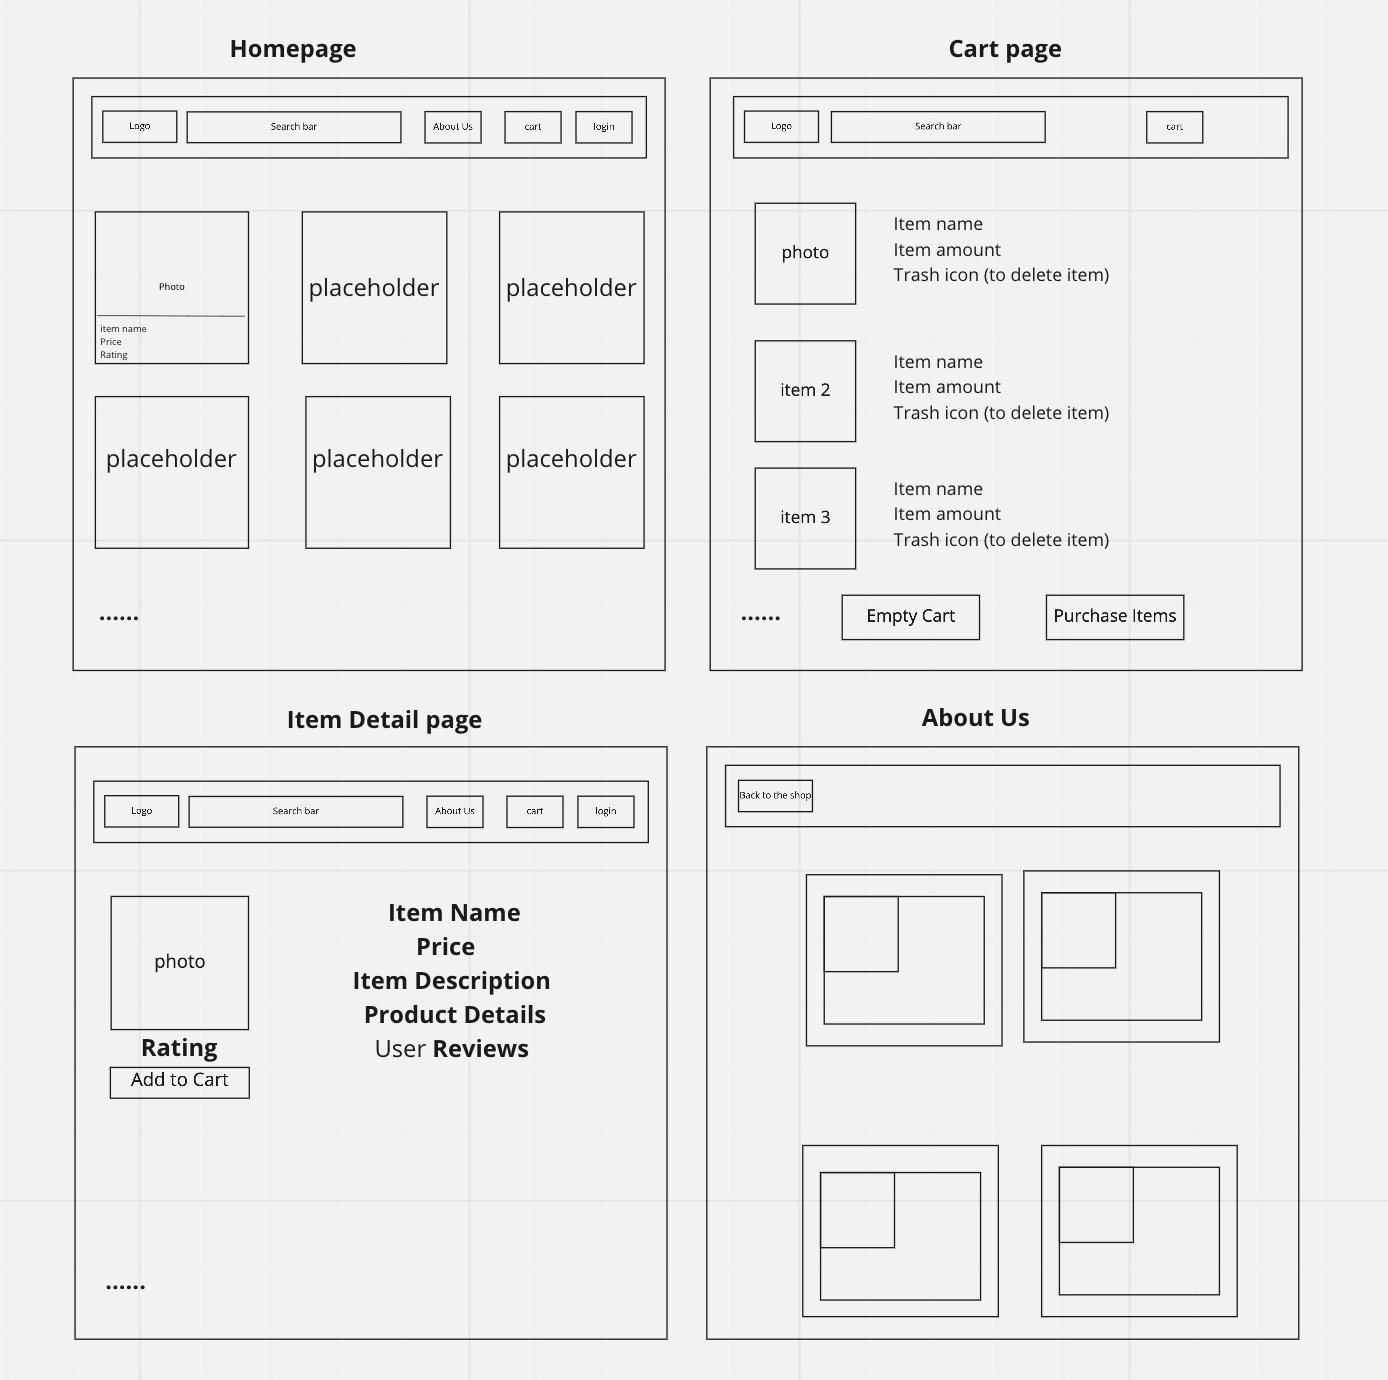 Homepage
Logo
Search bar
About Us
cart
login
Photo
item name
Price
Rating
placeholder
placeholder
placeholder
placeholder
placeholder
......
Cart page
Logo
Search bar
cart
photo
Item name
Item amount
Trash icon (to delete item)
item 2
Item name
Item amount
Trash icon (to delete item)
item 3
Item name
Item amount
Trash icon (to delete item)
......
Empty Cart
Purchase Items
Item Detail page
Logo
Search bar
About Us
cart
login
photo
Rating
Add to Cart
Item Name
Price
Item Description
Product Details
User Reviews
......
About Us
Back to the shop